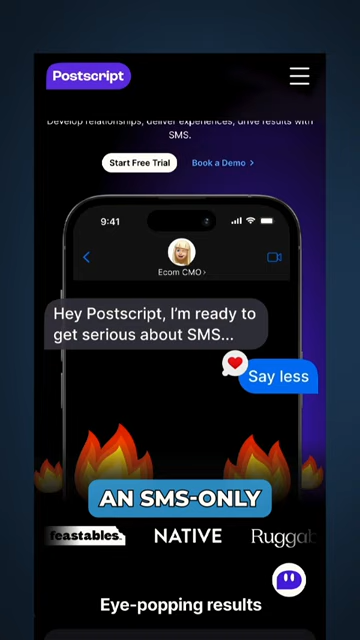 Postscript
Develop relationships, deliver experiences, drive results with
SMS.
Start Free Trial
Book a Demo >
9:41
Ecom CMO >
Hey Postscript, I'm ready to
get serious about SMS...
Say less
AN SMS-ONLY
feastables.
NATIVE
Ruggab
Eye-popping results